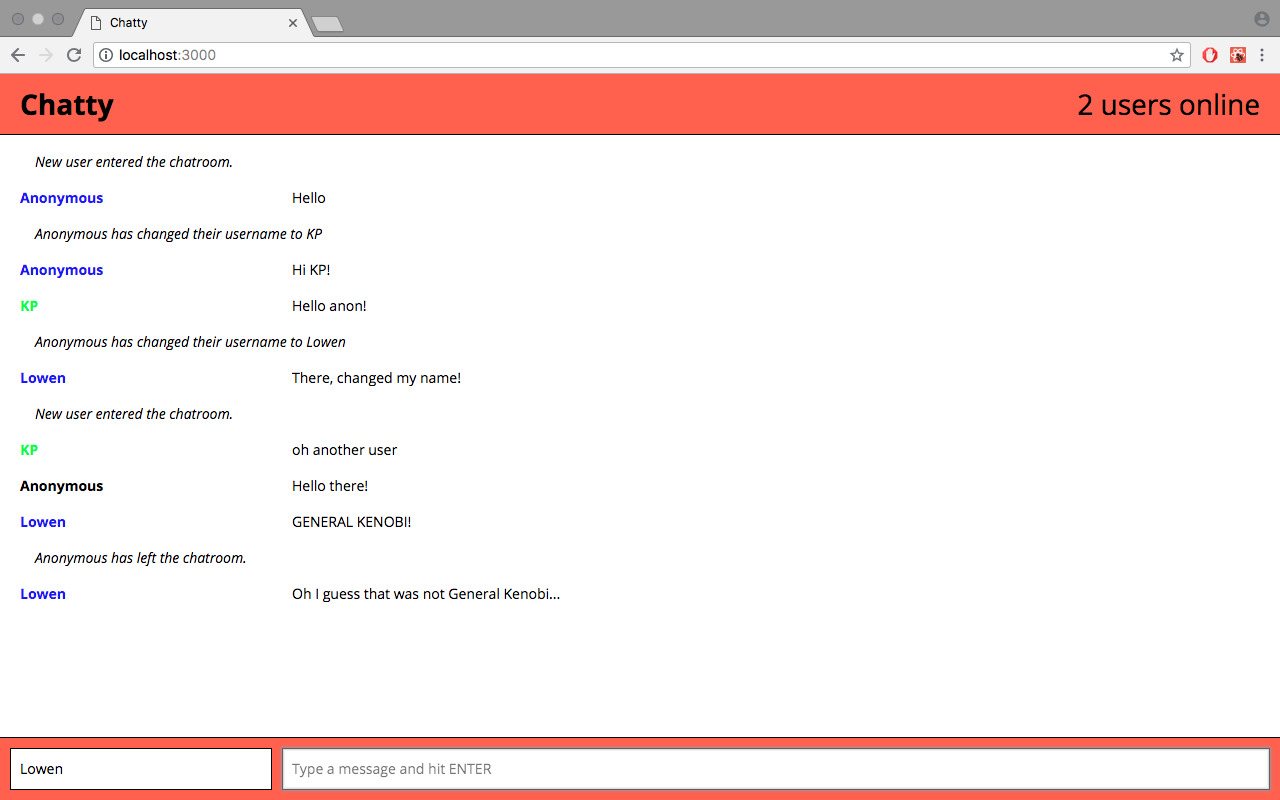 Chatty
localhost:3000
Chatty 2 users online
New user entered the chatroom.
Anonymous Hello
Anonymous has changed their username to KP
Anonymous Hi KP!
KP Hello anon!
Anonymous has changed their username to Lowen
Lowen There, changed my name!
New user entered the chatroom.
KP oh another user
Anonymous Hello there!
Lowen GENERAL KENOBI!
Anonymous has left the chatroom.
Lowen Oh I guess that was not General Kenobi...
Lowen Type a message and hit ENTER